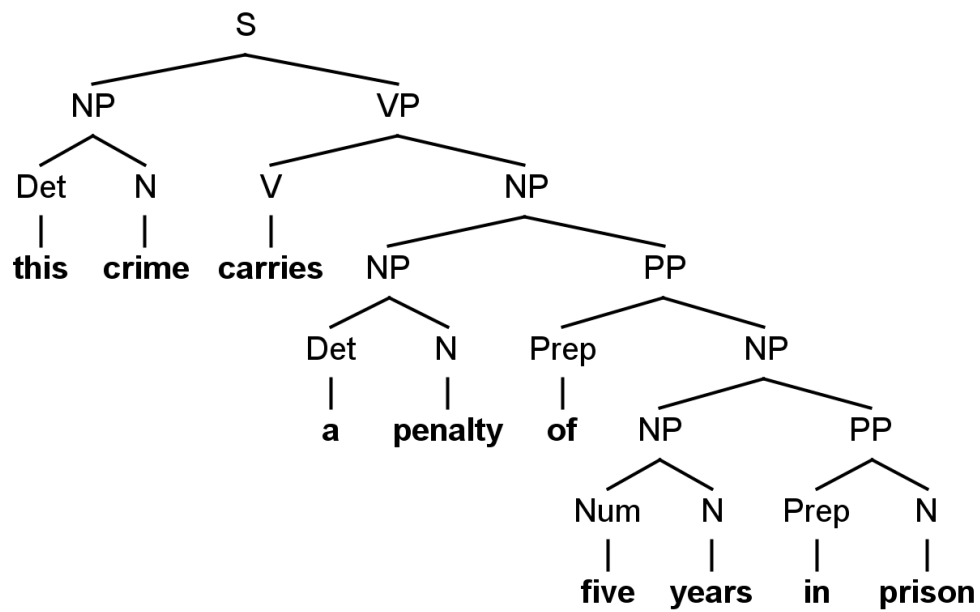 S
NP VP
Det N V NP
this crime carries NP PP
Det N Prep NP
a penalty of NP PP
Num N Prep N
five years in prison